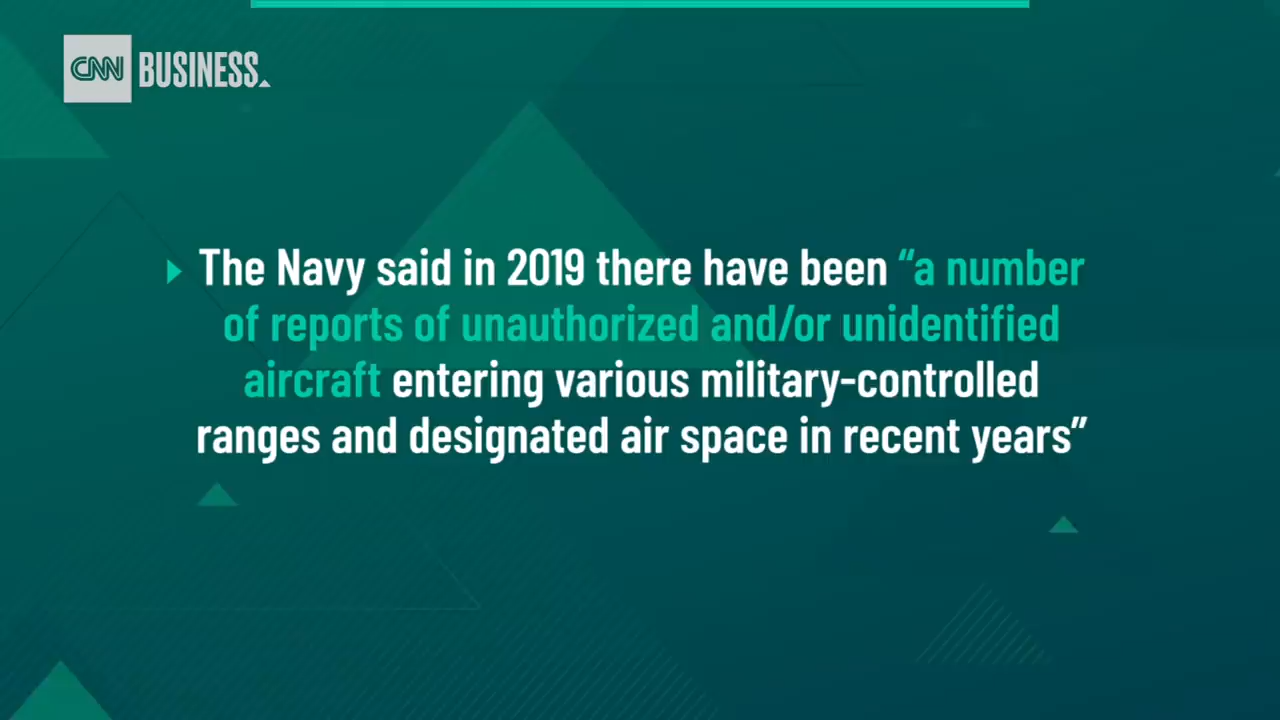 CNN BUSINESS
The Navy said in 2019 there have been “a number
of reports of unauthorized and/or unidentified
aircraft entering various military-controlled
ranges and designated air space in recent years”